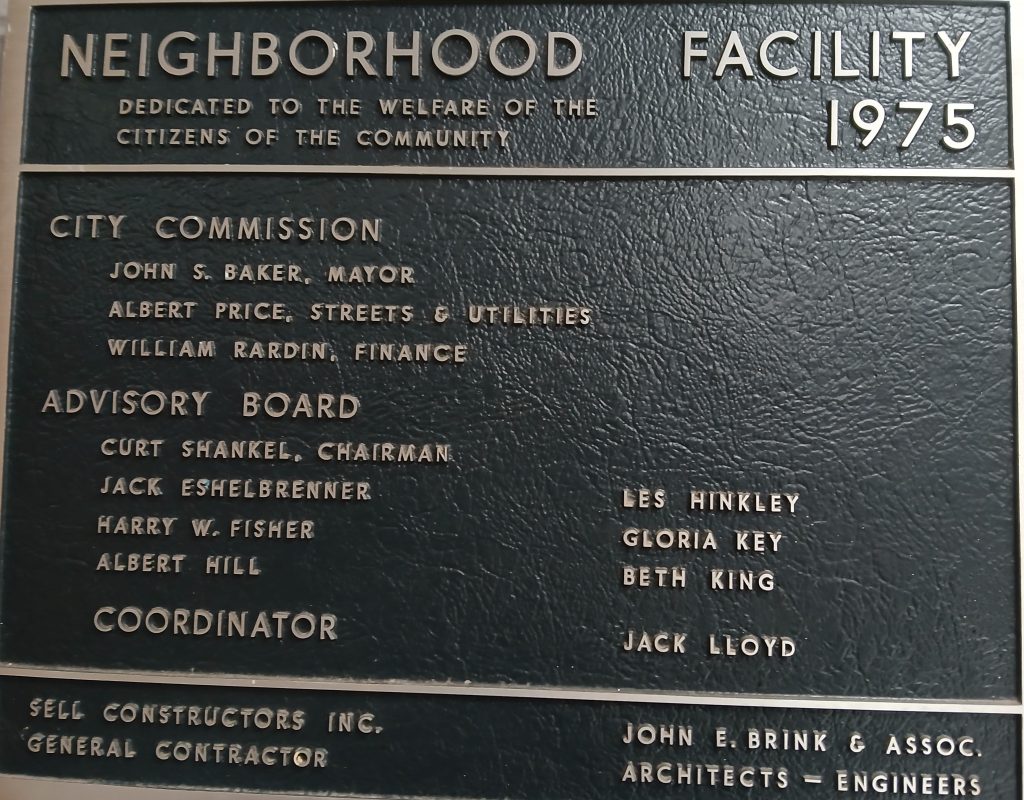 NEIGHBORHOOD FACILITY
DEDICATED TO THE WELFARE OF THE
CITIZENS OF THE COMMUNITY
1975
CITY COMMISSION
JOHN S. BAKER, MAYOR
ALBERT PRICE, STREETS & UTILITIES
WILLIAM RARDIN, FINANCE
ADVISORY BOARD
CURT SHANKEL, CHAIRMAN
JACK ESHELBRENNER
HARRY W. FISHER
ALBERT HILL
LES HINKLEY
GLORIA KEY
BETH KING
COORDINATOR JACK LLOYD
SELL CONSTRUCTORS INC.
GENERAL CONTRACTOR
JOHN E. BRINK & ASSOC.
ARCHITECTS — ENGINEERS